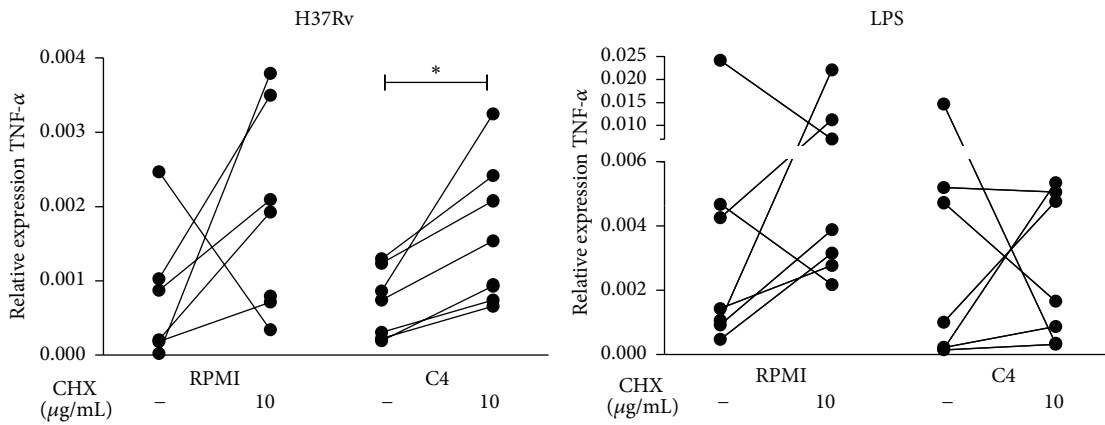 H37Rv
Relative expression TNF-α
0.004
0.003
0.002
0.001
0.000
*
RPMI
C4
CHX
(μg/mL)
–
10
–
10
LPS
Relative expression TNF-α
0.025
0.020
0.015
0.010
0.006
0.004
0.002
0.000
RPMI
C4
CHX
(μg/mL)
–
10
–
10